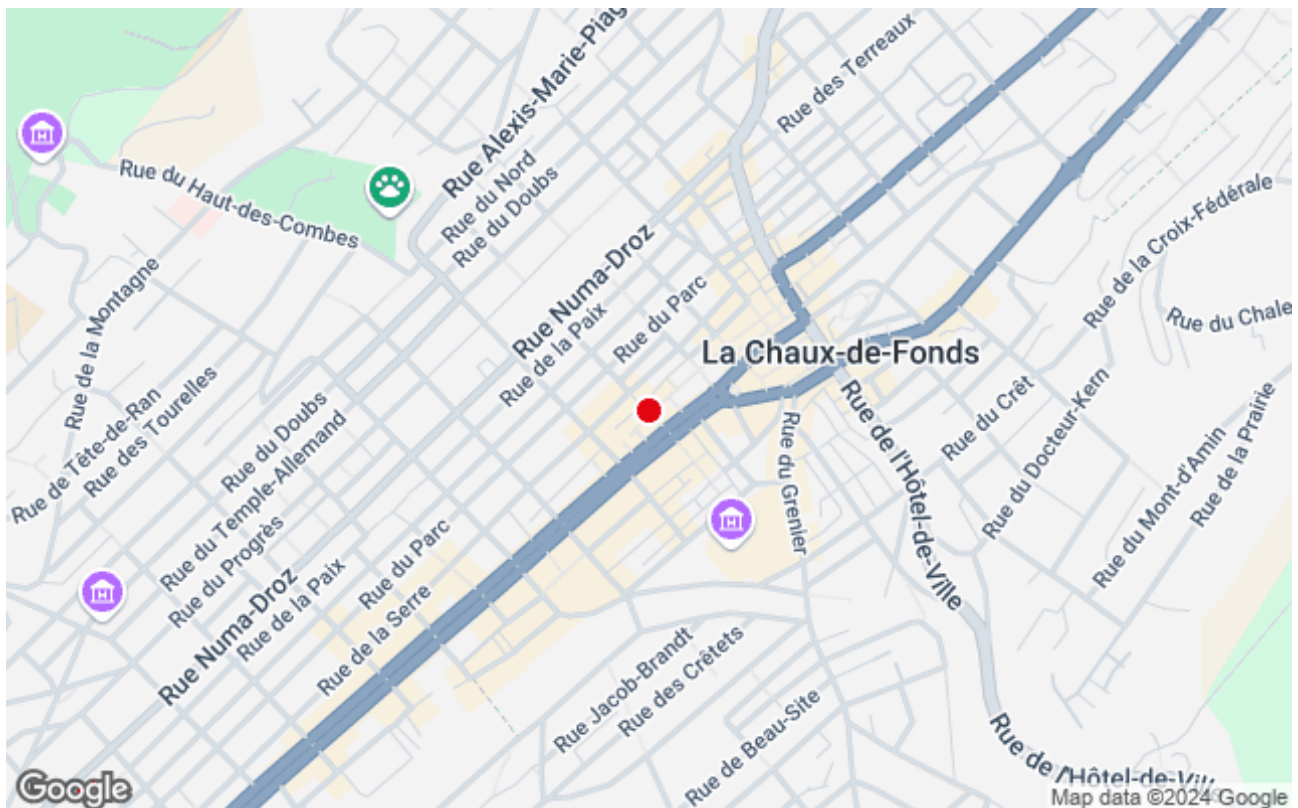 Rue Alexis-Marie-Piag
Rue des Terreaux
Rue du Haut-des-Combes
Rue du Nord
Rue du Doubs
Rue de la Croix-Fédérale
Rue Numa-Droz
Rue de la Montagne
Rue de la Paix
Rue du Parc
Rue du Chale
La Chaux-de-Fonds
Rue de Tête-de-Ran
Rue des Tourelles
Rue du Doubs
Rue du Temple-Allemand
Rue du Progrès
Rue du Grenier
Rue de l'Hôtel-de-Ville
Rue du Crêt
Rue du Docteur-Kern
Rue du Mont-d'Amin
Rue de la Prairie
Rue Numa-Droz
Rue de la Paix
Rue du Parc
Rue de la Serre
Rue Jacob-Brandt
Rue des Crêtets
Rue de Beau-Site
Rue de l'Hôtel-de-Vil
Google
Map data ©2024 Google